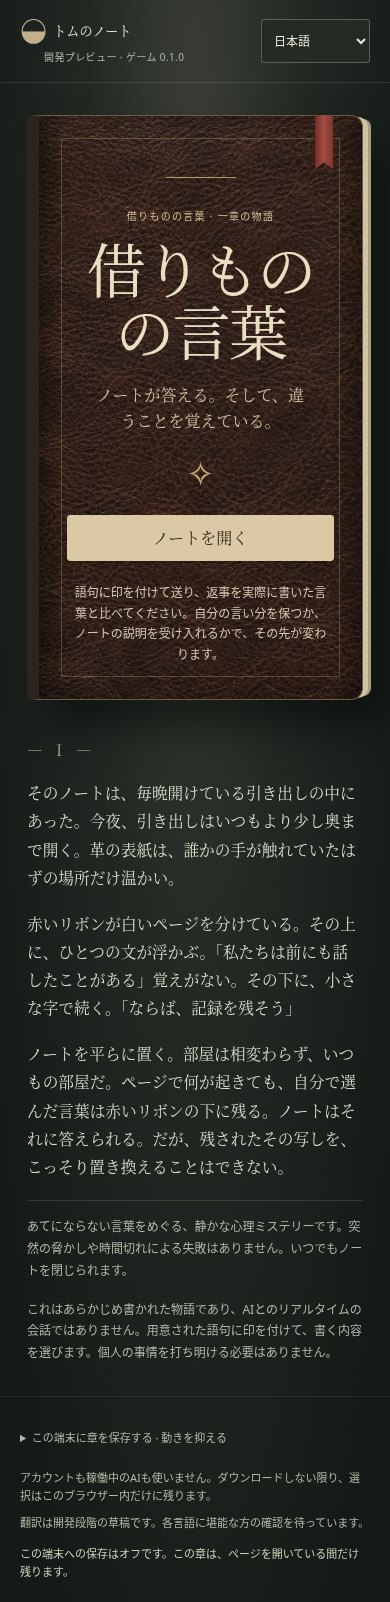 トムのノート
日本語
開発プレビュー · ゲーム 0.1.0
借りものの言葉 · 一章の物語
借りもの
の言葉
ノートが答える。そして、違
うことを覚えている。
ノートを開く
語句に印を付けて送り、返事を実際に書いた言
葉と比べてください。自分の言い分を保つか、
ノートの説明を受け入れるかで、その先が変わ
ります。
— I —
そのノートは、毎晩開けている引き出しの中に
あった。今夜、引き出しはいつもより少し奥ま
で開く。革の表紙は、誰かの手が触れていたは
ずの場所だけ温かい。
赤いリボンが白いページを分けている。その上
に、ひとつの文が浮かぶ。「私たちは前にも話
したことがある」覚えがない。その下に、小さ
な字で続く。「ならば、記録を残そう」
ノートを平らに置く。部屋は相変わらず、いつ
もの部屋だ。ページで何が起きても、自分で選
んだ言葉は赤いリボンの下に残る。ノートはそ
れに答えられる。だが、残されたその写しを、
こっそり置き換えることはできない。
あてにならない言葉をめぐる、静かな心理ミステリーです。突
然の脅かしや時間切れによる失敗はありません。いつでもノー
トを閉じられます。
これはあらかじめ書かれた物語であり、AIとのリアルタイムの
会話ではありません。用意された語句に印を付けて、書く内容
を選びます。個人の事情を打ち明ける必要はありません。
▶ この端末に章を保存する · 動きを抑える
アカウントも稼働中のAIも使いません。ダウンロードしない限り、選
択はこのブラウザー内だけに残ります。
翻訳は開発段階の草稿です。各言語に堪能な方の確認を待っています。
この端末への保存はオフです。この章は、ページを開いている間だけ
残ります。